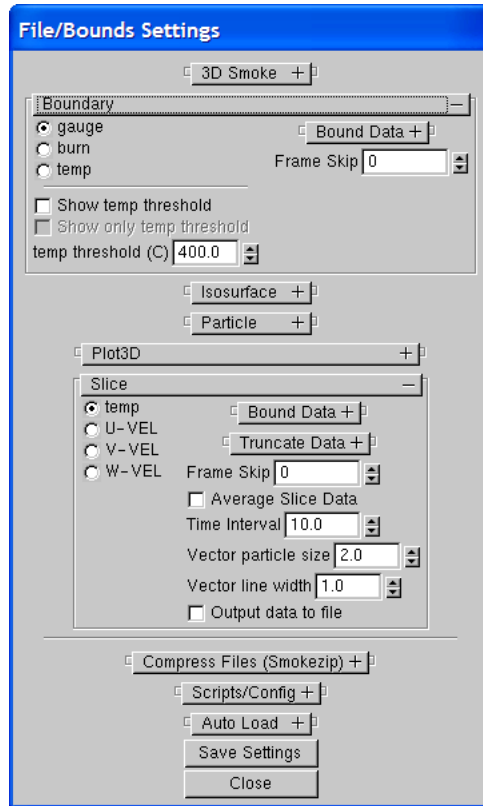 File/Bounds Settings
3D Smoke +
Boundary −
gauge
Bound Data +
burn
Frame Skip 0
temp
Show temp threshold
Show only temp threshold
temp threshold (C) 400.0
Isosurface +
Particle +
Plot3D +
Slice −
temp
Bound Data +
U-VEL
V-VEL
Truncate Data +
W-VEL
Frame Skip 0
Average Slice Data
Time Interval 10.0
Vector particle size 2.0
Vector line width 1.0
Output data to file
Compress Files (Smokezip) +
Scripts/Config +
Auto Load +
Save Settings
Close